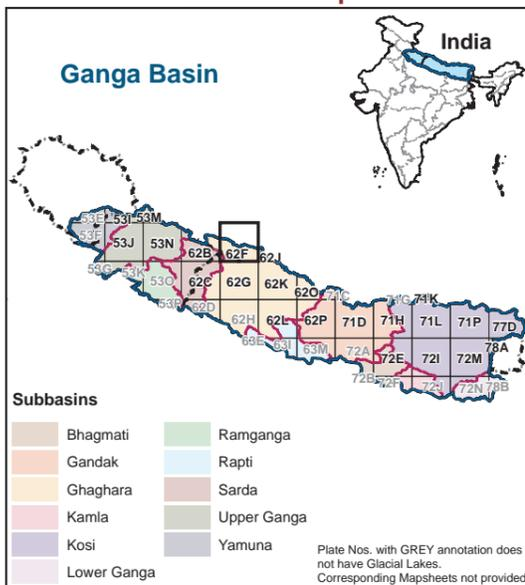 India
Ganga Basin
53E 53I 53M
53F 53J 53N 62B 62F 62J
53G 53K 53O 62C 62G 62K
53P 62D 62O 71C 71G 71K
62H 62L 62P 71D 71H 71L 71P 77D
63E 63I 63M 72A 72E 72I 72M 78A
72B 72F 72J 72N 78B
Subbasins
Bhagmati
Gandak
Ghaghara
Kamla
Kosi
Lower Ganga
Ramganga
Rapti
Sarda
Upper Ganga
Yamuna
Plate Nos. with GREY annotation does
not have Glacial Lakes.
Corresponding Mapsheets not provided